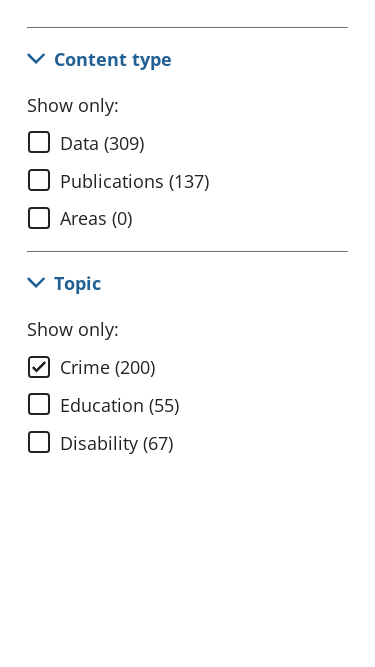 Content type
Show only:
Data (309)
Publications (137)
Areas (0)
Topic
Show only:
Crime (200)
Education (55)
Disability (67)